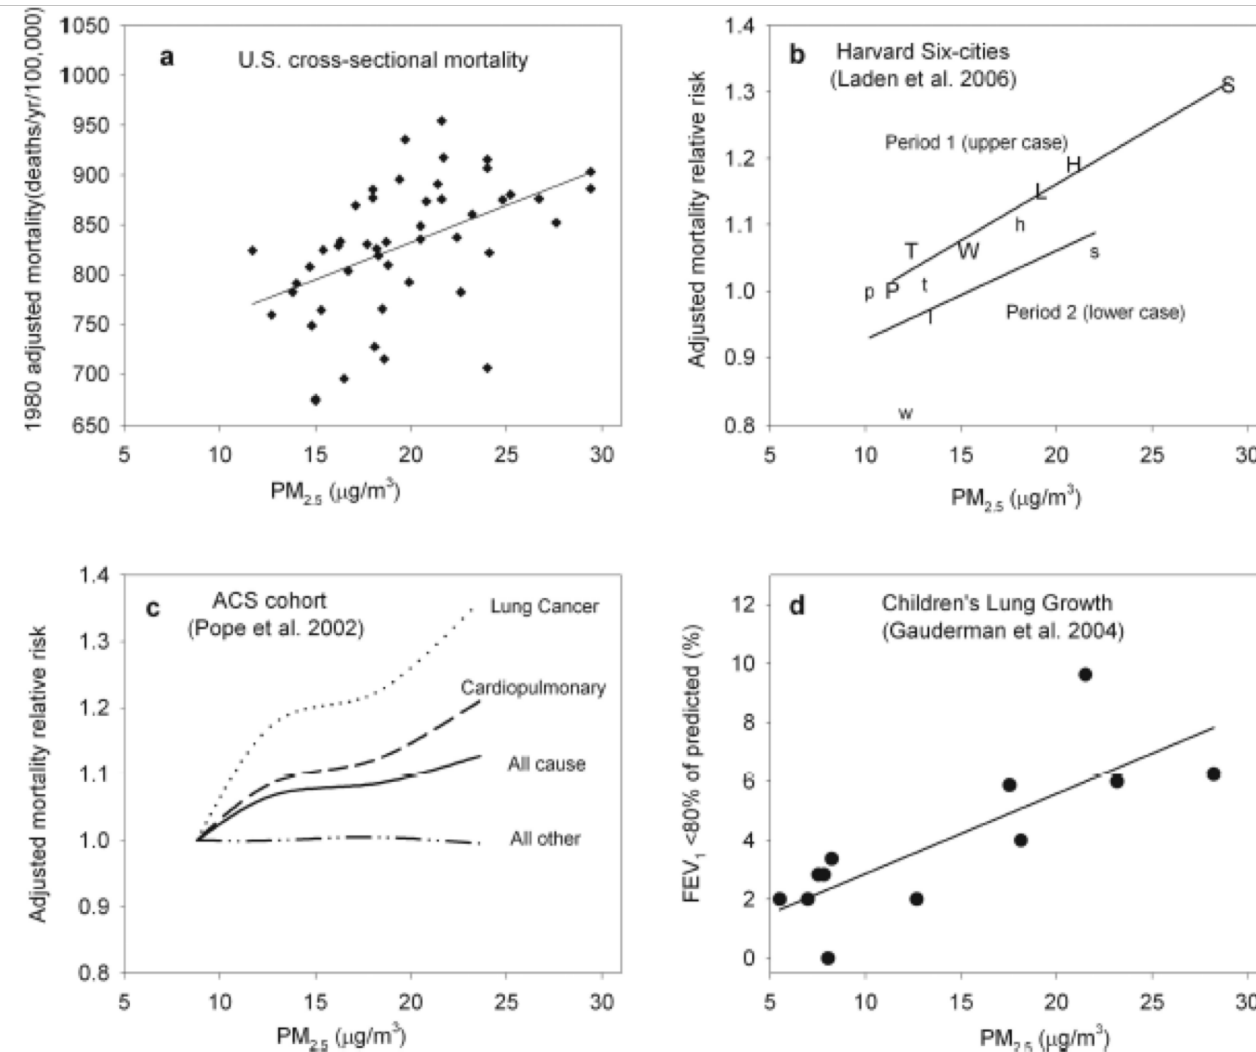 a
U.S. cross-sectional mortality
1980 adjusted mortality(deaths/yr/100,000)
1050
1000
950
900
850
800
750
700
650
5 10 15 20 25 30
PM2.5 (μg/m³)
b
Harvard Six-cities
(Laden et al. 2006)
Adjusted mortality relative risk
1.4
1.3
1.2
1.1
1.0
0.9
0.8
S
Period 1 (upper case)
H
L
h
T W s
p P t
l
Period 2 (lower case)
w
5 10 15 20 25 30
PM2.5 (μg/m³)
c
ACS cohort
(Pope et al. 2002)
Adjusted mortality relative risk
1.4
1.3
1.2
1.1
1.0
0.9
0.8
Lung Cancer
Cardiopulmonary
All cause
All other
5 10 15 20 25 30
PM2.5 (μg/m³)
d
Children's Lung Growth
(Gauderman et al. 2004)
FEV1 <80% of predicted (%)
12
10
8
6
4
2
0
5 10 15 20 25 30
PM2.5 (μg/m³)